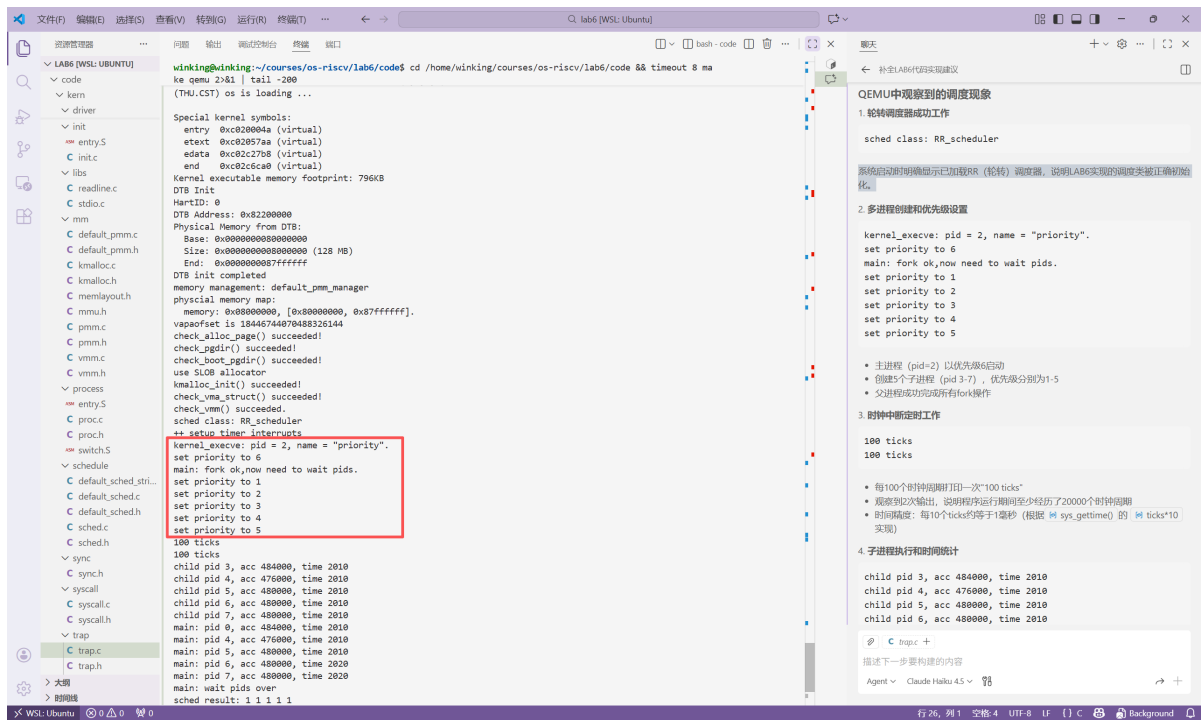 文件(F) 编辑(E) 选择(S) 查看(V) 转到(G) 运行(R) 终端(T) ··· ← → lab6 [WSL: Ubuntu]
资源管理器 ···
LAB6 [WSL: UBUNTU]
code
kern
driver
init
ASM entry.S
C init.c
libs
C readline.c
C stdio.c
mm
C default_pmm.c
C default_pmm.h
C kmalloc.c
C kmalloc.h
C memlayout.h
C mmu.h
C pmm.c
C pmm.h
C vmm.c
C vmm.h
process
ASM entry.S
C proc.c
C proc.h
ASM switch.S
schedule
C default_sched_stri...
C default_sched.c
C default_sched.h
C sched.c
C sched.h
sync
C sync.h
syscall
C syscall.c
C syscall.h
trap
C trap.c
C trap.h
大纲
时间线
问题 输出 调试控制台 终端 端口 bash - code
winking@winking:~/courses/os-riscv/lab6/code$ cd /home/winking/courses/os-riscv/lab6/code && timeout 8 ma
ke qemu 2>&1 | tail -200
(THU.CST) os is loading ...
Special kernel symbols:
entry 0xc020004a (virtual)
etext 0xc02057aa (virtual)
edata 0xc02c27b8 (virtual)
end 0xc02c6ca0 (virtual)
Kernel executable memory footprint: 796KB
DTB Init
HartID: 0
DTB Address: 0x82200000
Physical Memory from DTB:
Base: 0x0000000080000000
Size: 0x0000000008000000 (128 MB)
End: 0x0000000087ffffff
DTB init completed
memory management: default_pmm_manager
physcial memory map:
memory: 0x08000000, [0x80000000, 0x87ffffff].
vapaofset is 18446744070488326144
check_alloc_page() succeeded!
check_pgdir() succeeded!
check_boot_pgdir() succeeded!
use SLOB allocator
kmalloc_init() succeeded!
check_vma_struct() succeeded!
check_vmm() succeeded.
sched class: RR_scheduler
++ setup timer interrupts
kernel_execve: pid = 2, name = "priority".
set priority to 6
main: fork ok,now need to wait pids.
set priority to 1
set priority to 2
set priority to 3
set priority to 4
set priority to 5
100 ticks
100 ticks
child pid 3, acc 484000, time 2010
child pid 4, acc 476000, time 2010
child pid 5, acc 480000, time 2010
child pid 6, acc 480000, time 2010
child pid 7, acc 480000, time 2010
main: pid 0, acc 484000, time 2010
main: pid 4, acc 476000, time 2010
main: pid 5, acc 480000, time 2010
main: pid 6, acc 480000, time 2020
main: pid 7, acc 480000, time 2020
main: wait pids over
sched result: 1 1 1 1 1
聊天
← 补全LAB6代码实现建议
QEMU中观察到的调度现象
1. 轮转调度器成功工作
sched class: RR_scheduler
系统启动时明确显示已加载RR（轮转）调度器，说明LAB6实现的调度类被正确初始
化。
2. 多进程创建和优先级设置
kernel_execve: pid = 2, name = "priority".
set priority to 6
main: fork ok,now need to wait pids.
set priority to 1
set priority to 2
set priority to 3
set priority to 4
set priority to 5
• 主进程（pid=2）以优先级6启动
• 创建5个子进程（pid 3-7），优先级分别为1-5
• 父进程成功完成所有fork操作
3. 时钟中断定时工作
100 ticks
100 ticks
• 每100个时钟周期打印一次"100 ticks"
• 观察到2次输出，说明程序运行期间至少经历了20000个时钟周期
• 时间精度：每10个ticks约等于1毫秒（根据 sys_gettime() 的 ticks*10
实现）
4. 子进程执行和时间统计
child pid 3, acc 484000, time 2010
child pid 4, acc 476000, time 2010
child pid 5, acc 480000, time 2010
child pid 6, acc 480000, time 2010
C trap.c +
描述下一步要构建的内容
Agent Claude Haiku 4.5
WSL: Ubuntu 0 0 0 行 26, 列 1 空格: 4 UTF-8 LF {} C Background